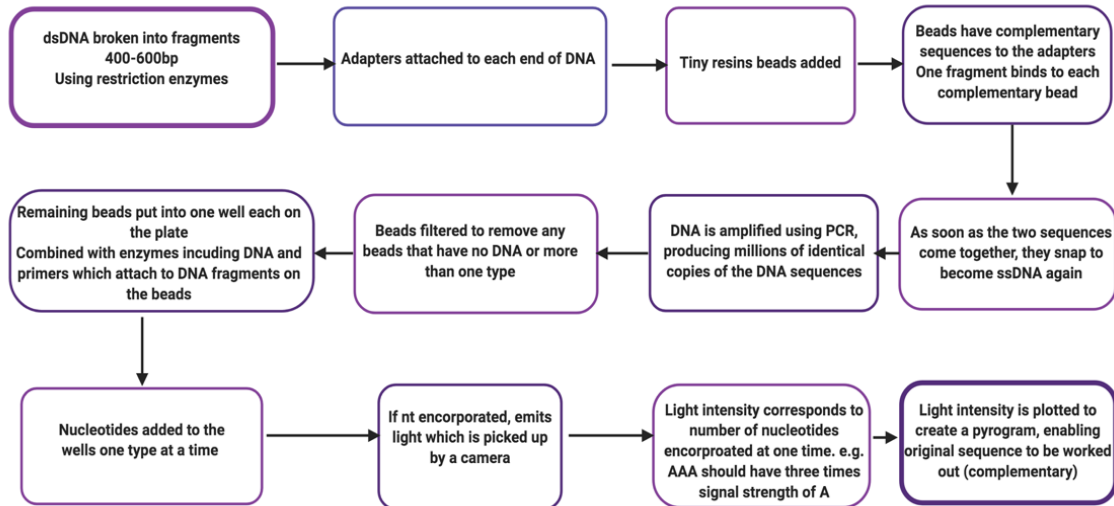 dsDNA broken into fragments
400-600bp
Using restriction enzymes
Adapters attached to each end of DNA
Tiny resins beads added
Beads have complementary
sequences to the adapters
One fragment binds to each
complementary bead
As soon as the two sequences
come together, they snap to
become ssDNA again
DNA is amplified using PCR,
producing millions of identical
copies of the DNA sequences
Beads filtered to remove any
beads that have no DNA or more
than one type
Remaining beads put into one well each on
the plate
Combined with enzymes incuding DNA and
primers which attach to DNA fragments on
the beads
Nucleotides added to the
wells one type at a time
If nt encorporated, emits
light which is picked up
by a camera
Light intensity corresponds to
number of nucleotides
encorproated at one time. e.g.
AAA should have three times
signal strength of A
Light intensity is plotted to
create a pyrogram, enabling
original sequence to be worked
out (complementary)